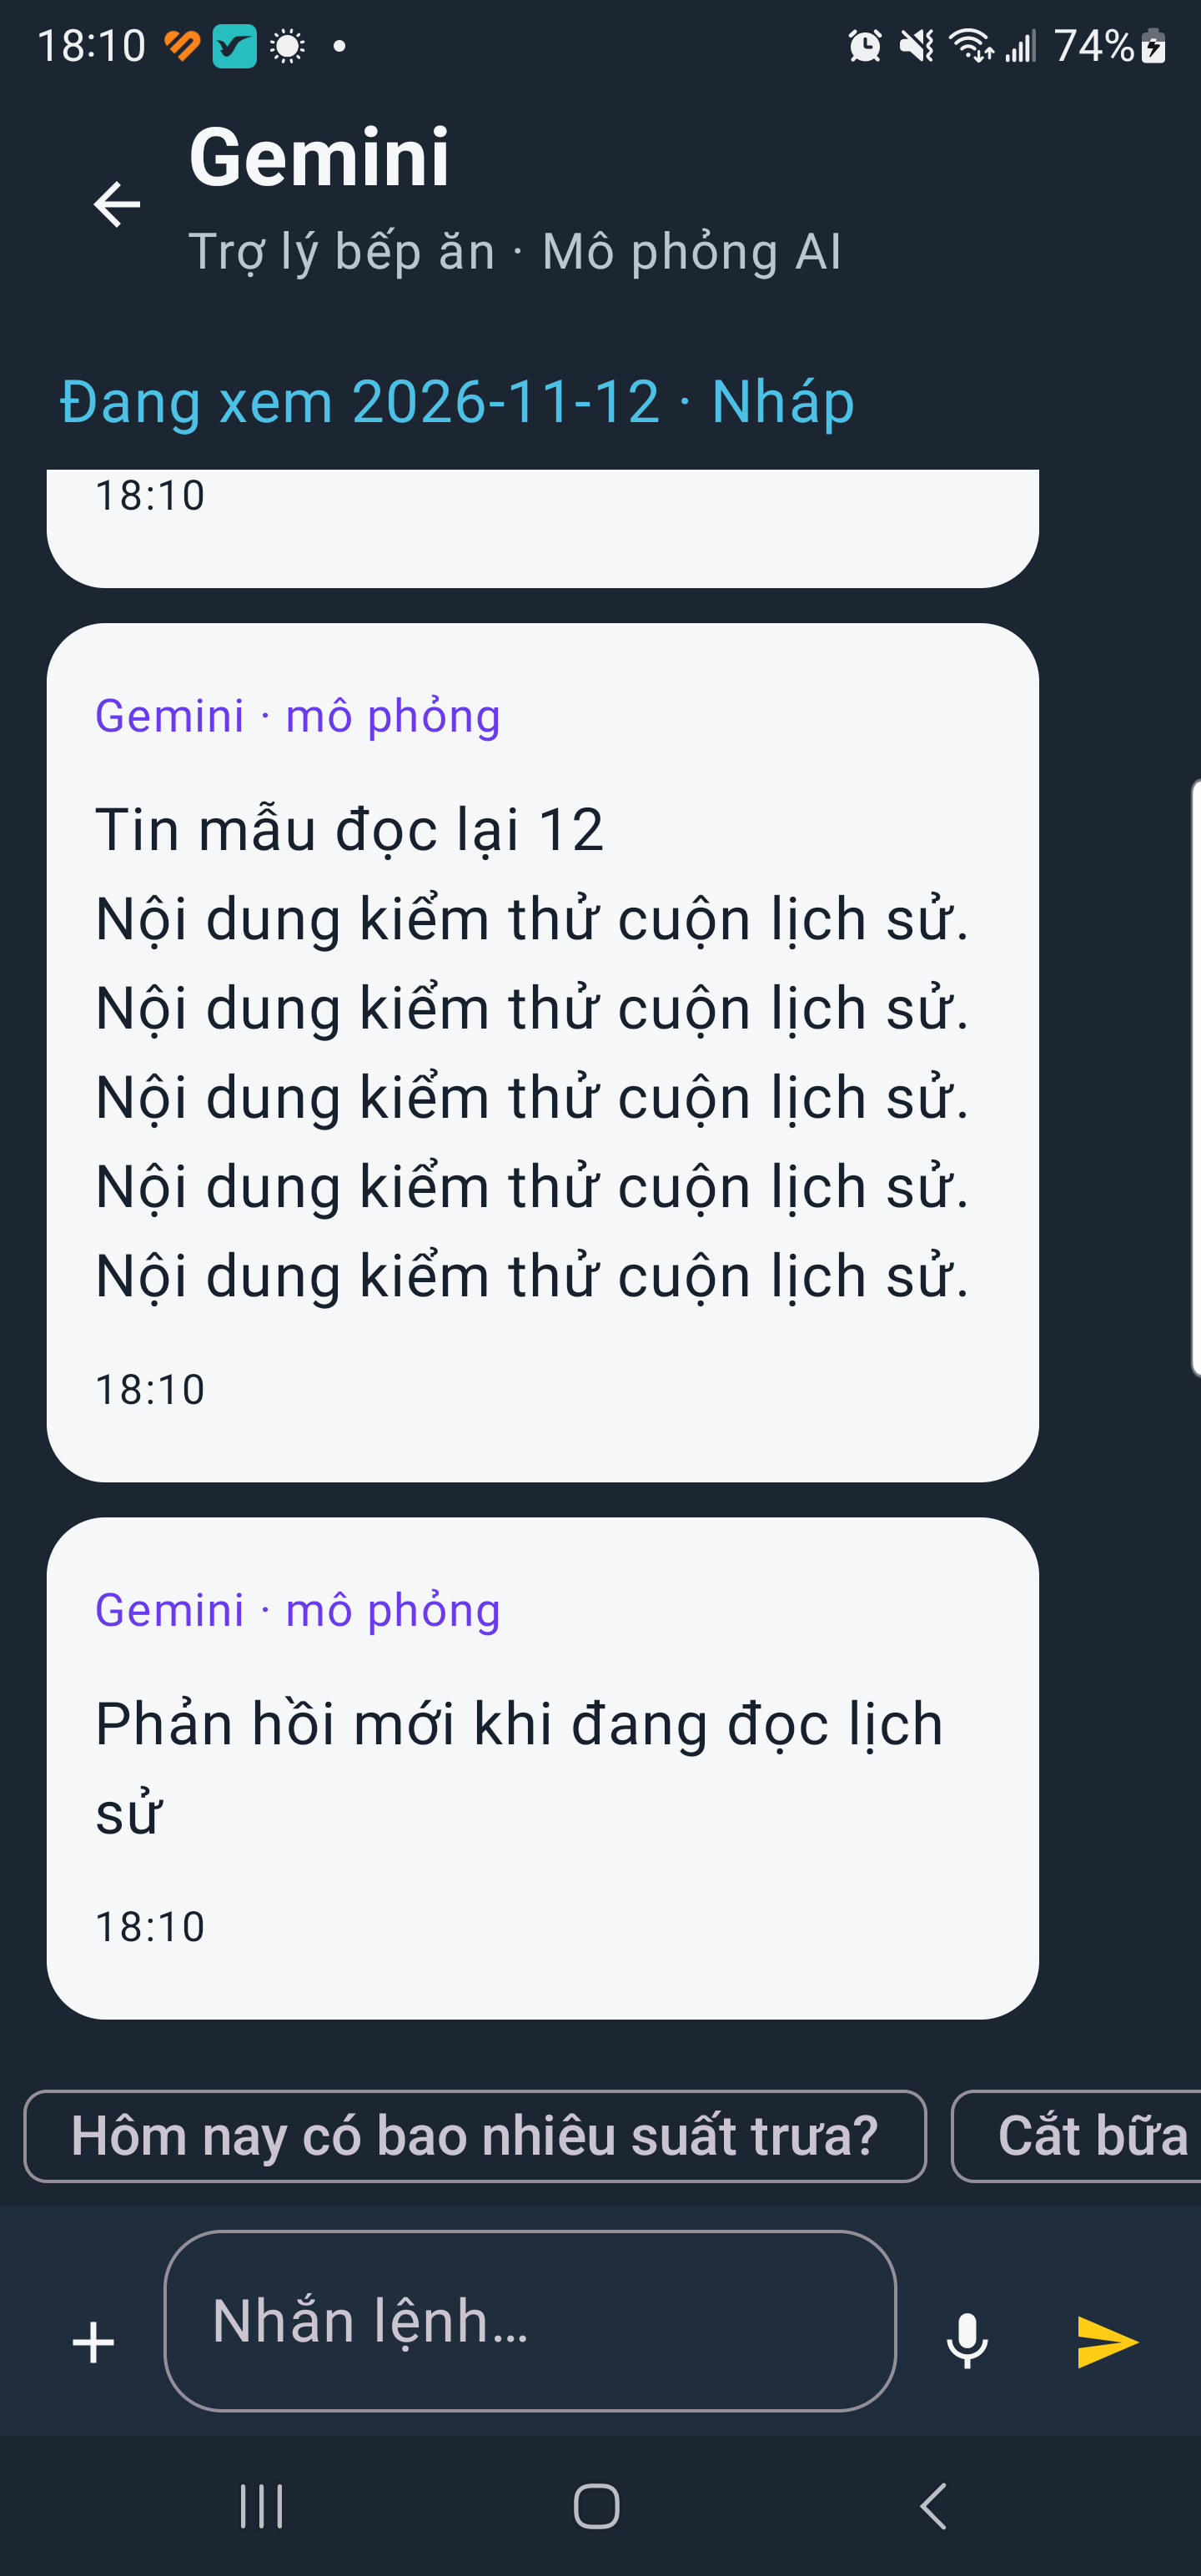 18:10
74%
Gemini
Trợ lý bếp ăn · Mô phỏng AI
Đang xem 2026-11-12 · Nháp
18:10
Gemini · mô phỏng
Tin mẫu đọc lại 12
Nội dung kiểm thử cuộn lịch sử.
Nội dung kiểm thử cuộn lịch sử.
Nội dung kiểm thử cuộn lịch sử.
Nội dung kiểm thử cuộn lịch sử.
Nội dung kiểm thử cuộn lịch sử.
18:10
Gemini · mô phỏng
Phản hồi mới khi đang đọc lịch
sử
18:10
Hôm nay có bao nhiêu suất trưa?
Cắt bữa
Nhắn lệnh...